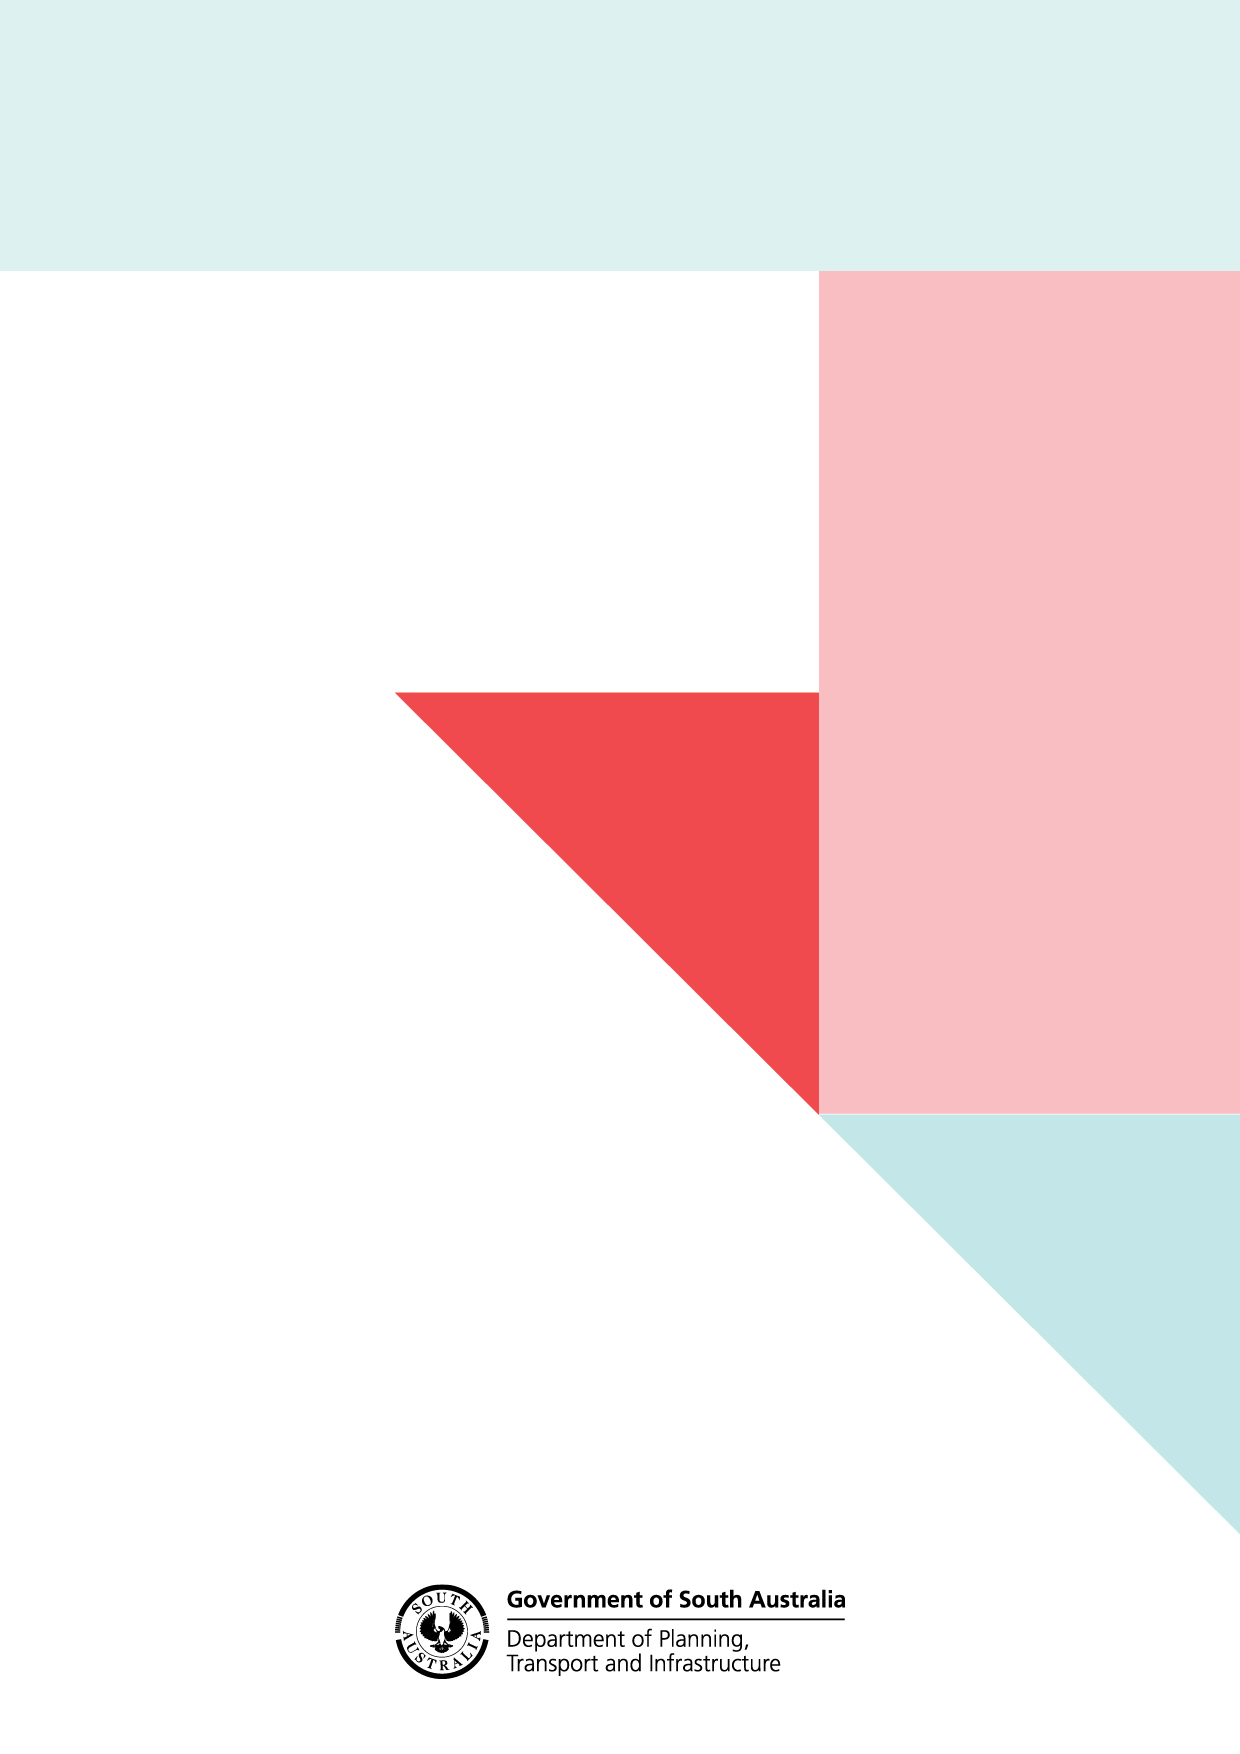 SOUTH
AUSTRALIA
Government of South Australia
Department of Planning,
Transport and Infrastructure